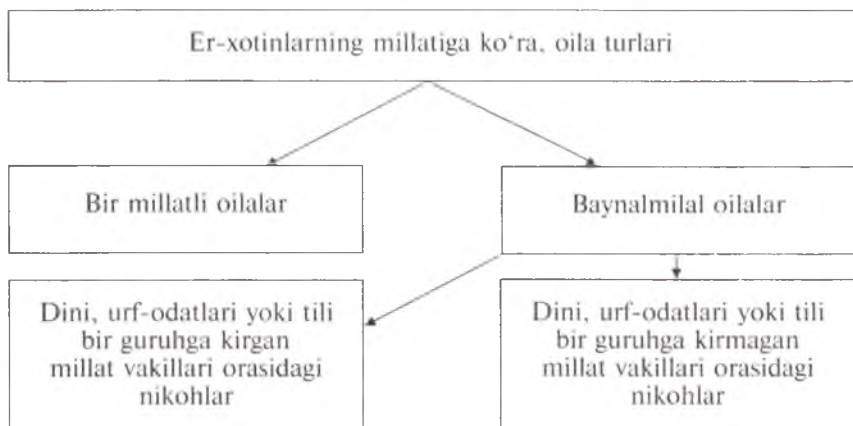 Er-xotinlarning millatiga ko‘ra, oila turlari
Bir millatli oilalar
Baynalmilal oilalar
Dini, urf-odatlari yoki tili
bir guruhga kirgan
millat vakillari orasidagi
nikohlar
Dini, urf-odatlari yoki tili
bir guruhga kirmagan
millat vakillari orasidagi
nikohlar